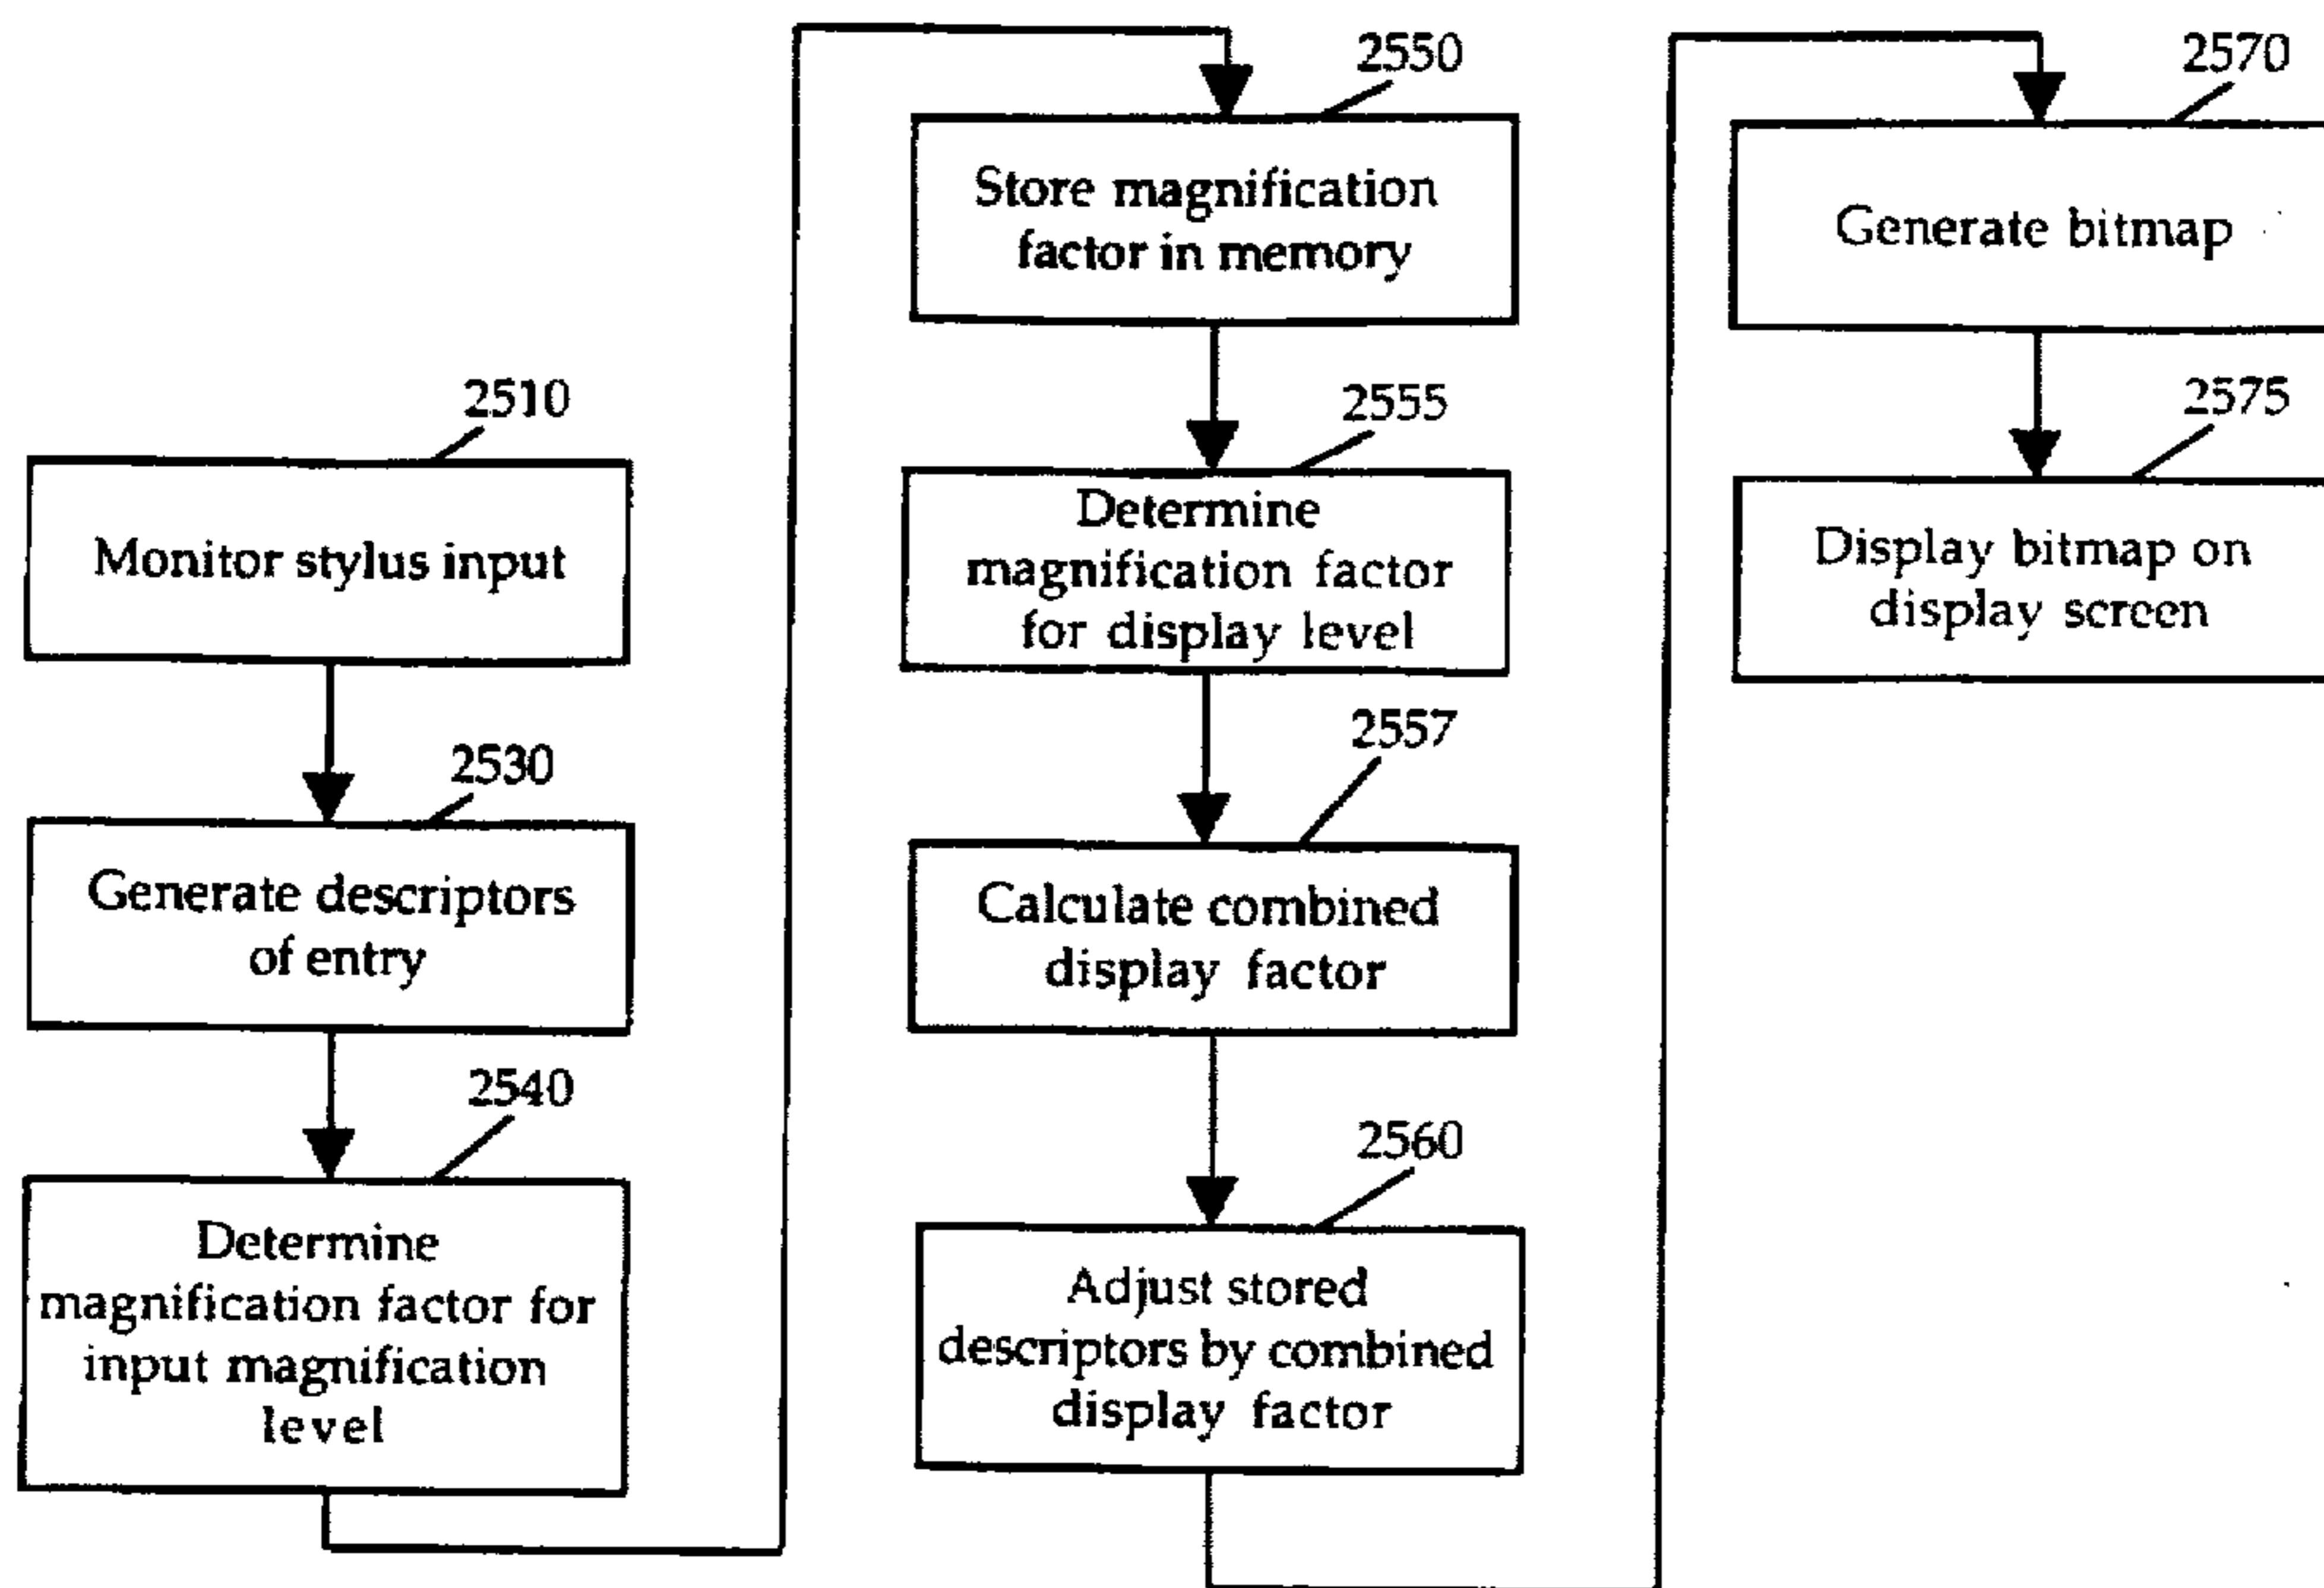 2510
Monitor stylus input
2530
Generate descriptors
of entry
2540
Determine
magnification factor for
input magnification
level
2550
Store magnification
factor in memory
2555
Determine
magnification factor
for display level
2557
Calculate combined
display factor
2560
Adjust stored
descriptors by combined
display factor
2570
Generate bitmap
2575
Display bitmap on
display screen